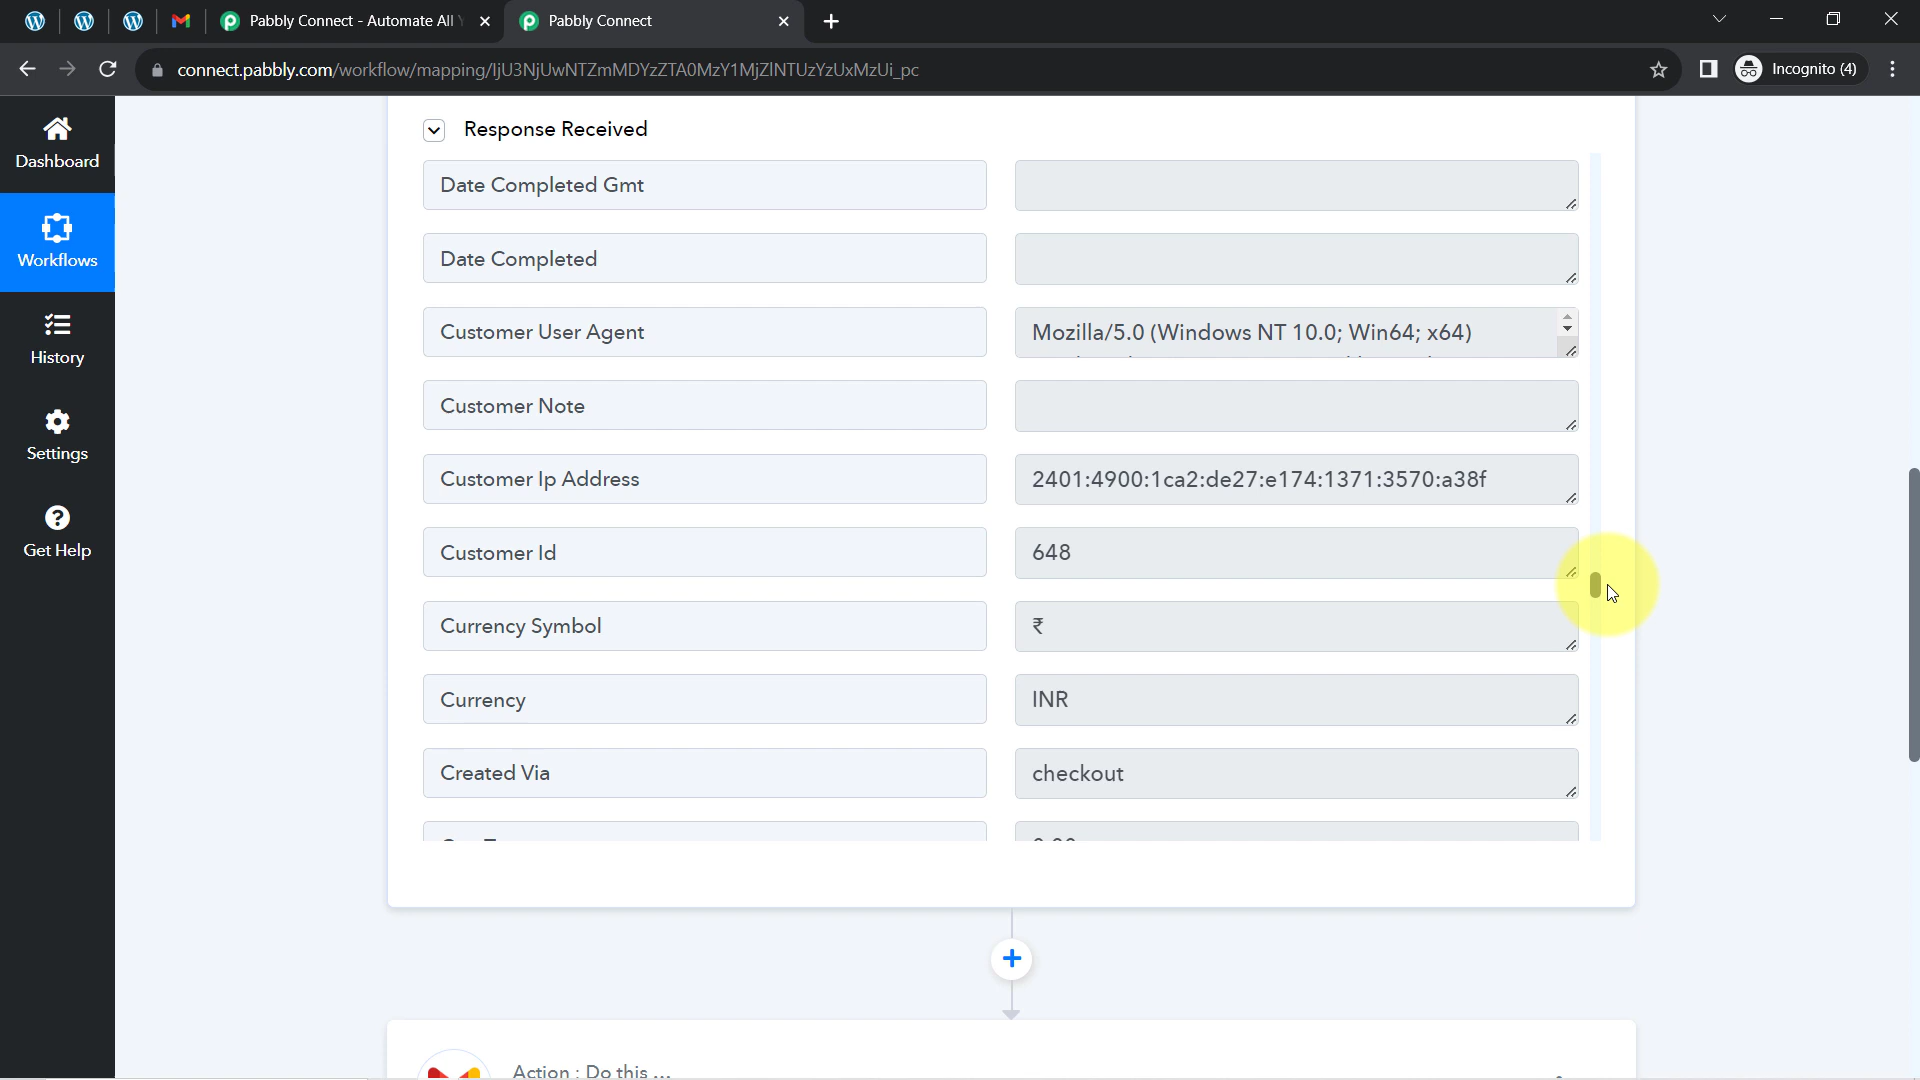 Pabbly Connect - Automate All
Pabbly Connect
connect.pabbly.com/workflow/mapping/IjU3NjUwNTZmMDYzZTA0MzY1MjZlNTUzYzUxMzUi_pc
Incognito (4)
Dashboard
Workflows
History
Settings
Get Help
Response Received
Date Completed Gmt
Date Completed
Customer User Agent
Mozilla/5.0 (Windows NT 10.0; Win64; x64)
Customer Note
Customer Ip Address
2401:4900:1ca2:de27:e174:1371:3570:a38f
Customer Id
648
Currency Symbol
₹
Currency
INR
Created Via
checkout
Action : Do this ...